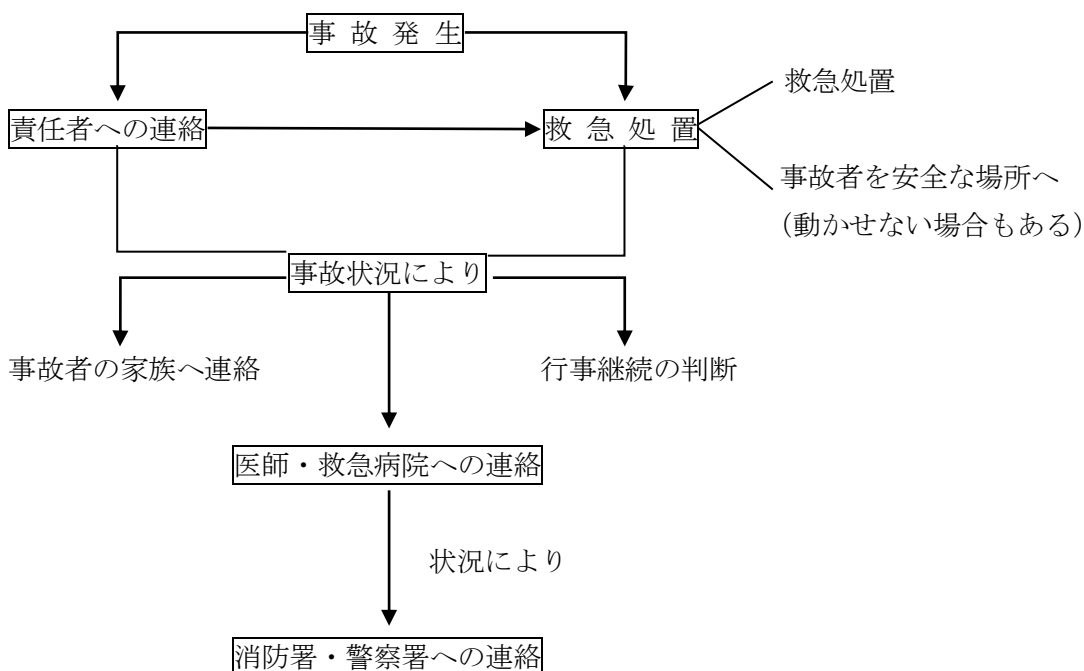 事 故 発 生
救急処置
責任者への連絡
救 急 処 置
事故者を安全な場所へ
(動かせない場合もある)
事故状況により
事故者の家族へ連絡
行事継続の判断
医師・救急病院への連絡
状況により
消防署・警察署への連絡